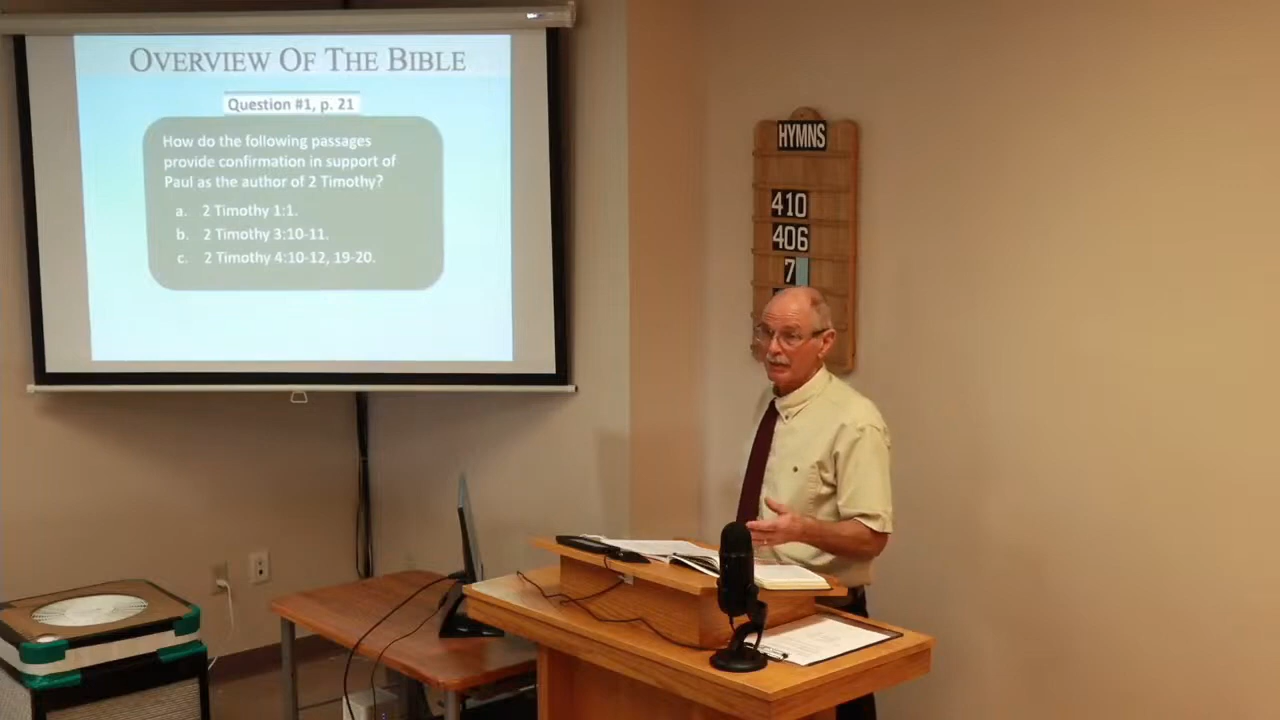 OVERVIEW OF THE BIBLE
Question #1, p. 21
How do the following passages
provide confirmation in support of
Paul as the author of 2 Timothy?
a. 2 Timothy 1:1.
b. 2 Timothy 3:10-11.
c. 2 Timothy 4:10-12, 19-20.
HYMNS
410
406
7